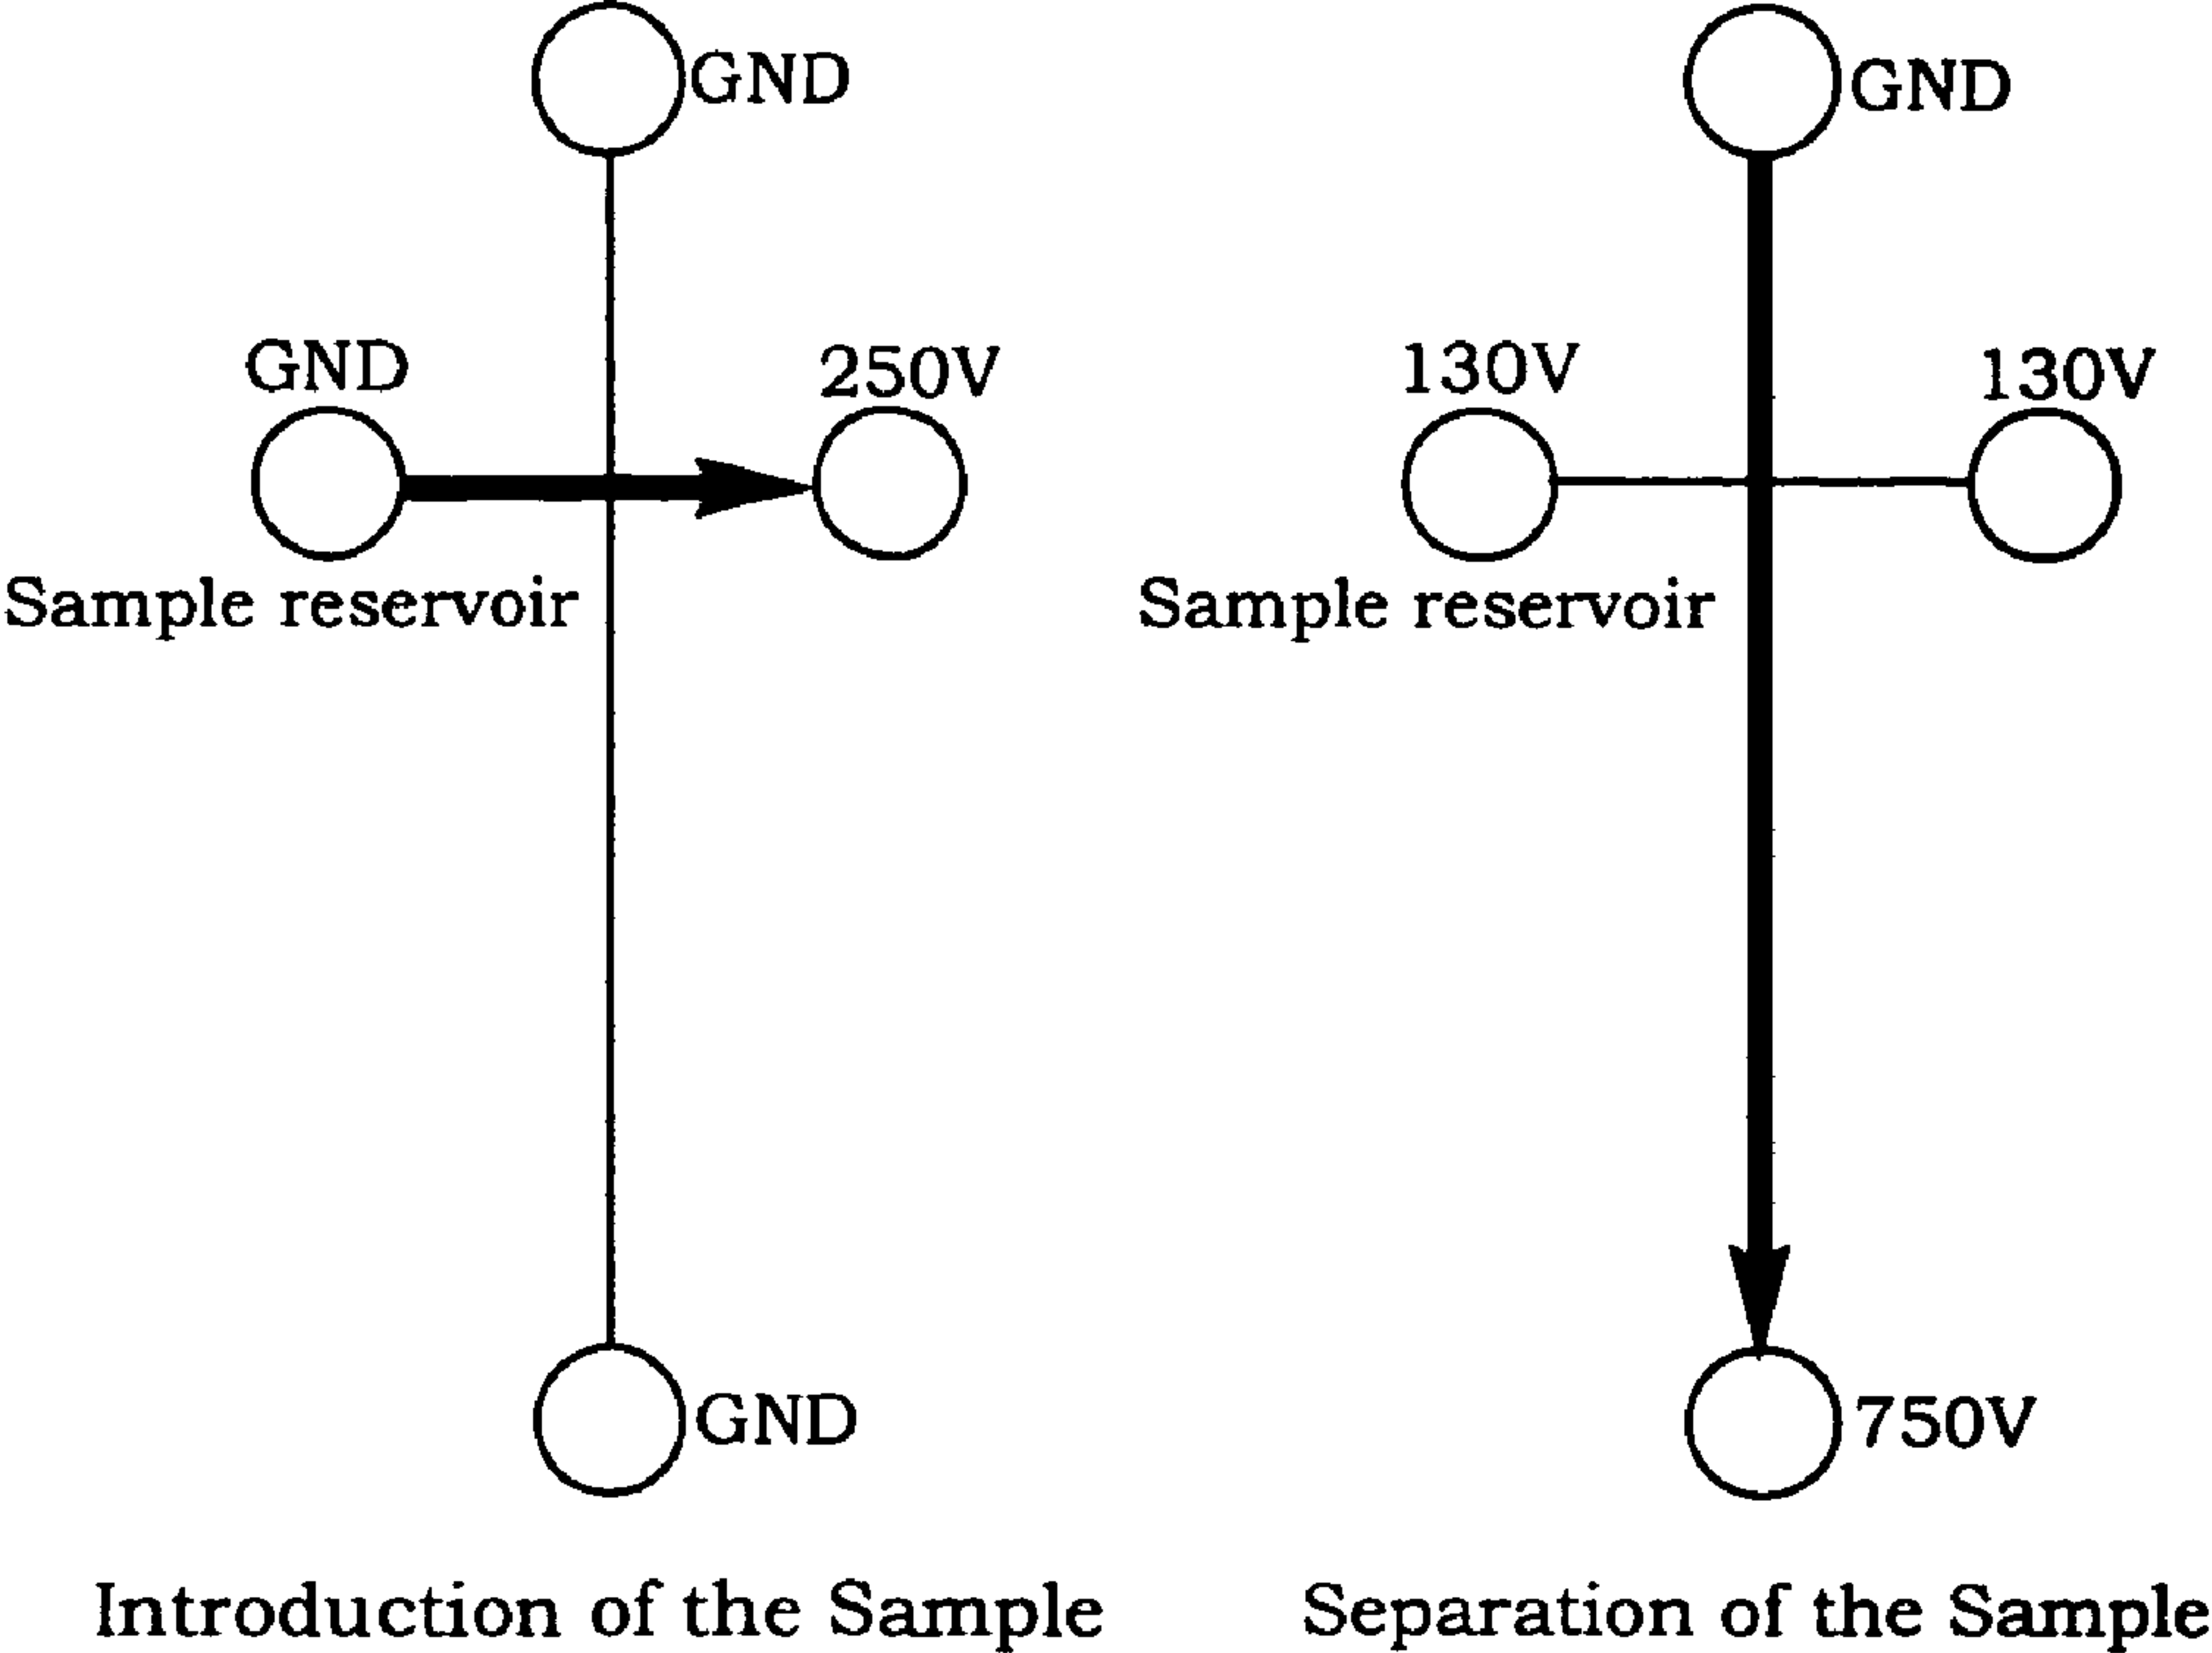 GND
GND
GND
250V
130V
130V
Sample reservoir
Sample reservoir
GND
750V
Introduction of the Sample
Separation of the Sample